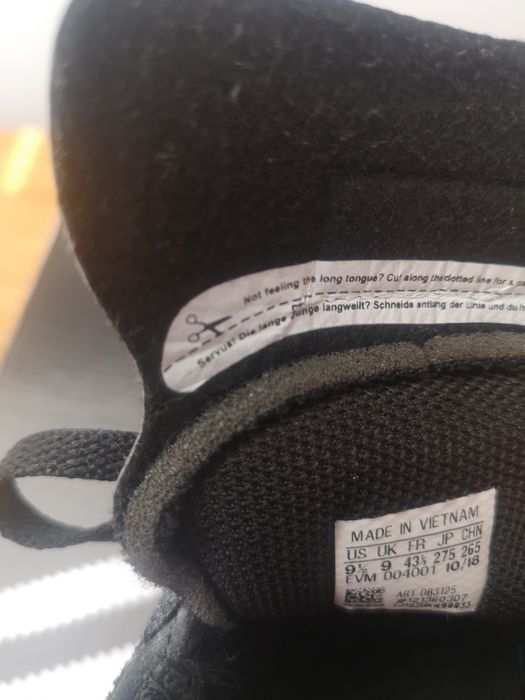 Not feeling the long tongue? Cut along the dotted line for a
Servus! Die lange Zunge langweilt? Schneide entlang der Linie und du
MADE IN VIETNAM
US UK FR JP CHN
9½ 9 43⅓ 275 265
EVM 004001 10/18
ART DB3125
#121360307